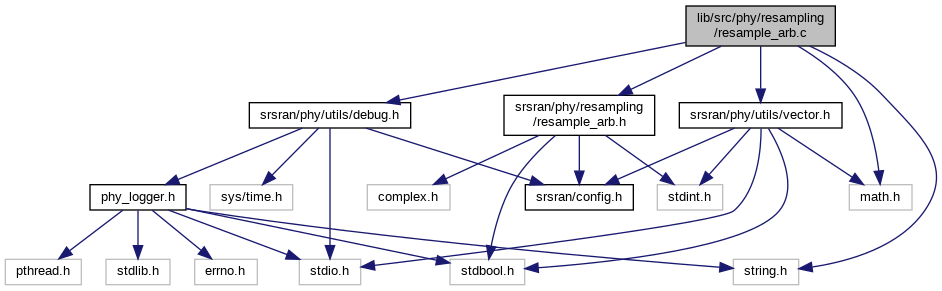 lib/src/phy/resampling
/resample_arb.c
srsran/phy/utils/debug.h
srsran/phy/resampling
/resample_arb.h
srsran/phy/utils/vector.h
phy_logger.h
sys/time.h
complex.h
srsran/config.h
stdint.h
math.h
pthread.h
stdlib.h
errno.h
stdio.h
stdbool.h
string.h